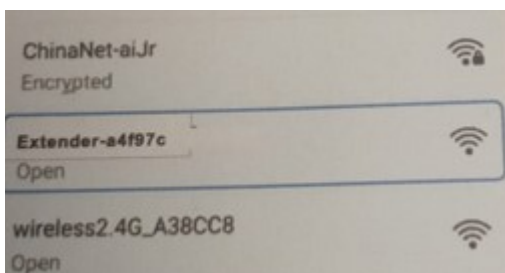 ChinaNet-aiJr
Encrypted
Extender-a4f97c
Open
wireless2.4G_A38CC8
Open